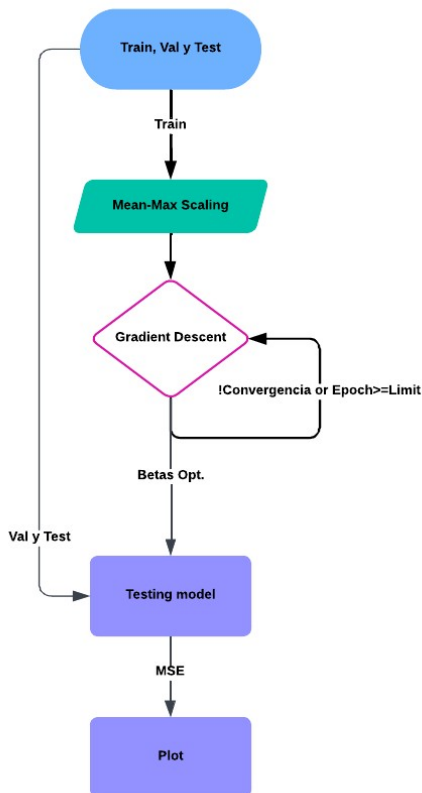 Train, Val y Test
Train
Mean-Max Scaling
Gradient Descent
!Convergencia or Epoch>=Limit
Betas Opt.
Val y Test
Testing model
MSE
Plot